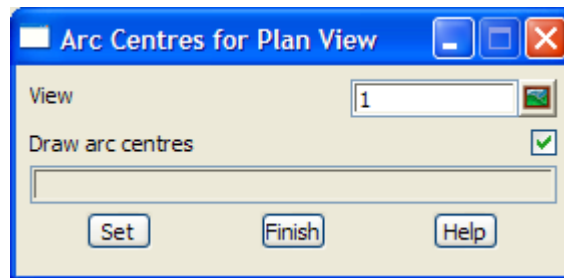 Arc Centres for Plan View
View 1
Draw arc centres
Set Finish Help